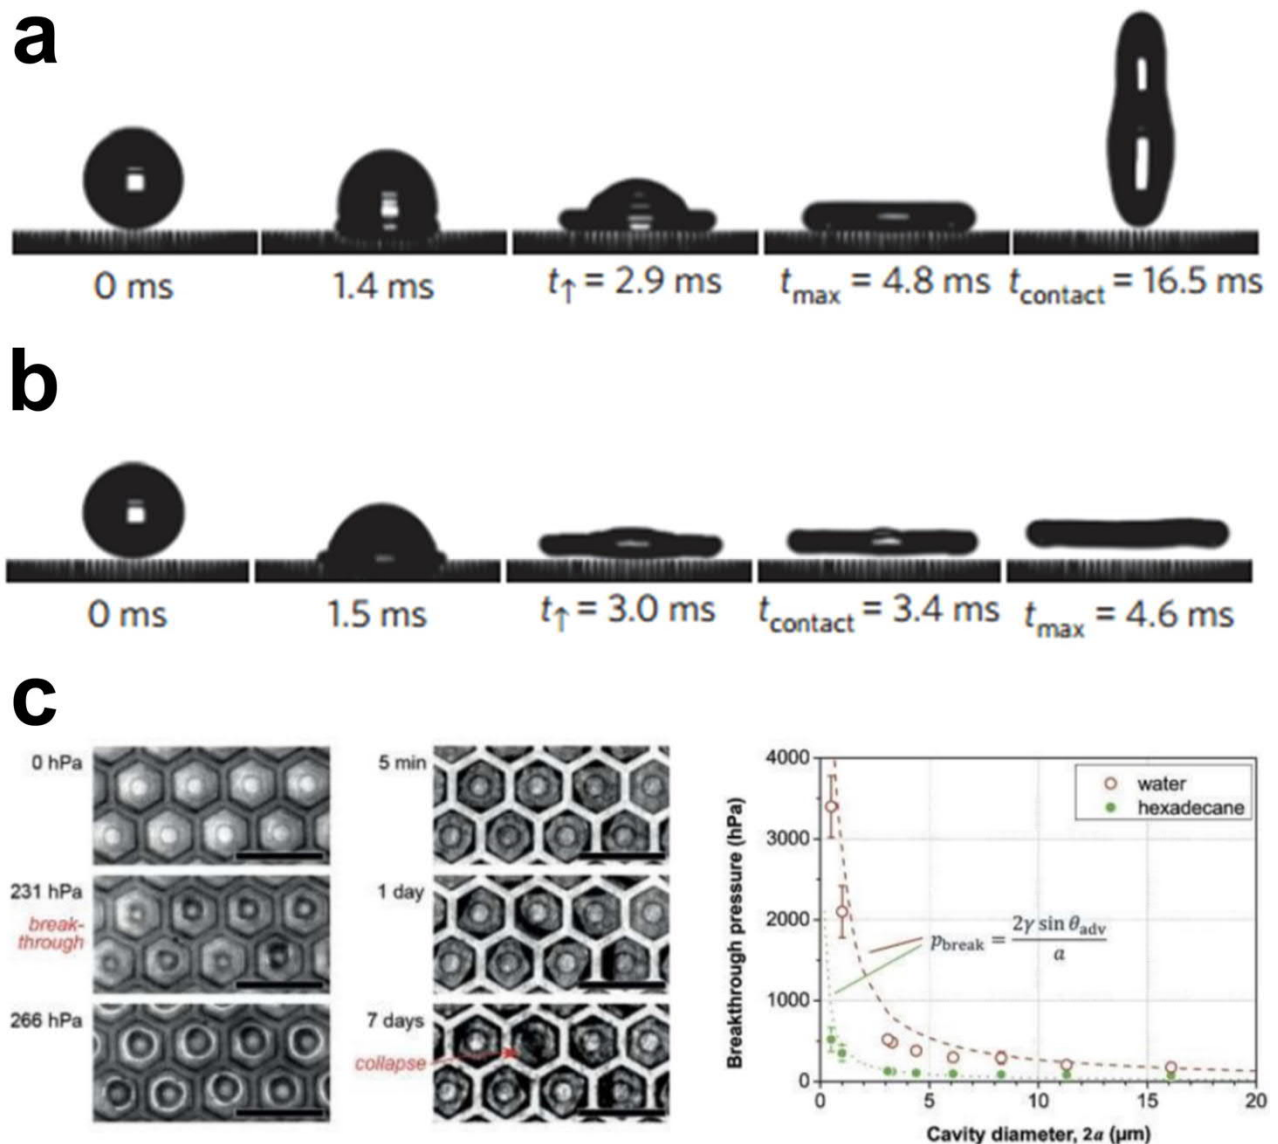 a
0 ms
1.4 ms
t↑ = 2.9 ms
tmax = 4.8 ms
tcontact = 16.5 ms
b
0 ms
1.5 ms
t↑ = 3.0 ms
tcontact = 3.4 ms
tmax = 4.6 ms
c
0 hPa
231 hPa
break-
through
266 hPa
5 min
1 day
7 days
collapse
Breakthrough pressure (hPa)
4000
3000
2000
1000
0
water
hexadecane
pbreak = 2γ sin θadv / a
0 5 10 15 20
Cavity diameter, 2a (µm)